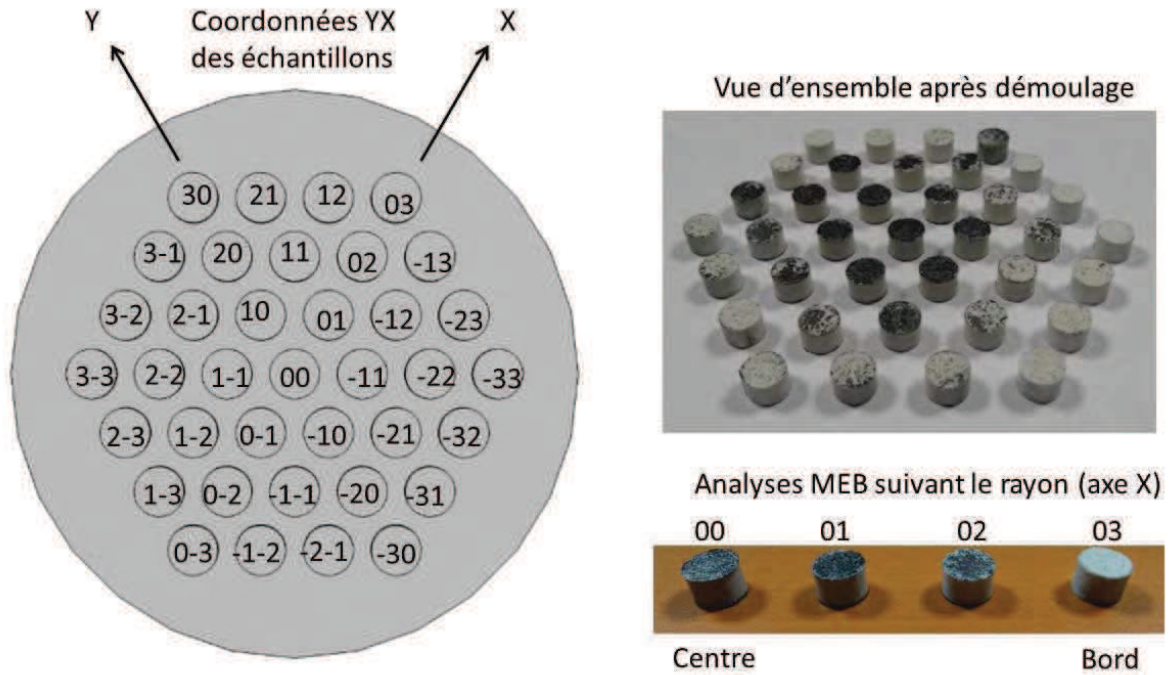 Y
Coordonnées YX
des échantillons
X
30 21 12 03
3-1 20 11 02 -13
3-2 2-1 10 01 -12 -23
3-3 2-2 1-1 00 -11 -22 -33
2-3 1-2 0-1 -10 -21 -32
1-3 0-2 -1-1 -20 -31
0-3 -1-2 -2-1 -30
Vue d'ensemble après démoulage
Analyses MEB suivant le rayon (axe X)
00 01 02 03
Centre Bord